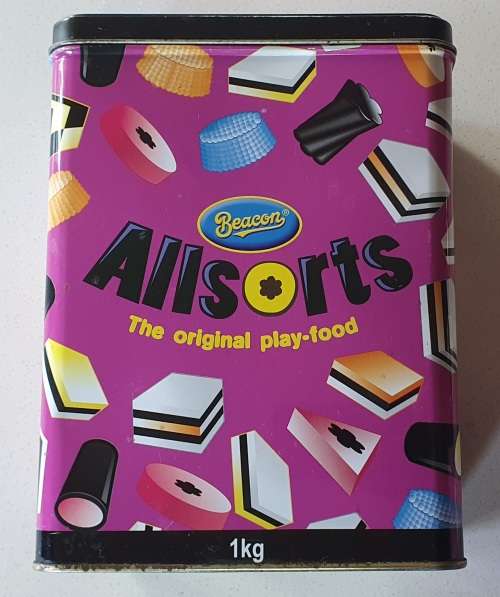 Beacon®
Allsorts
The original play-food
1kg